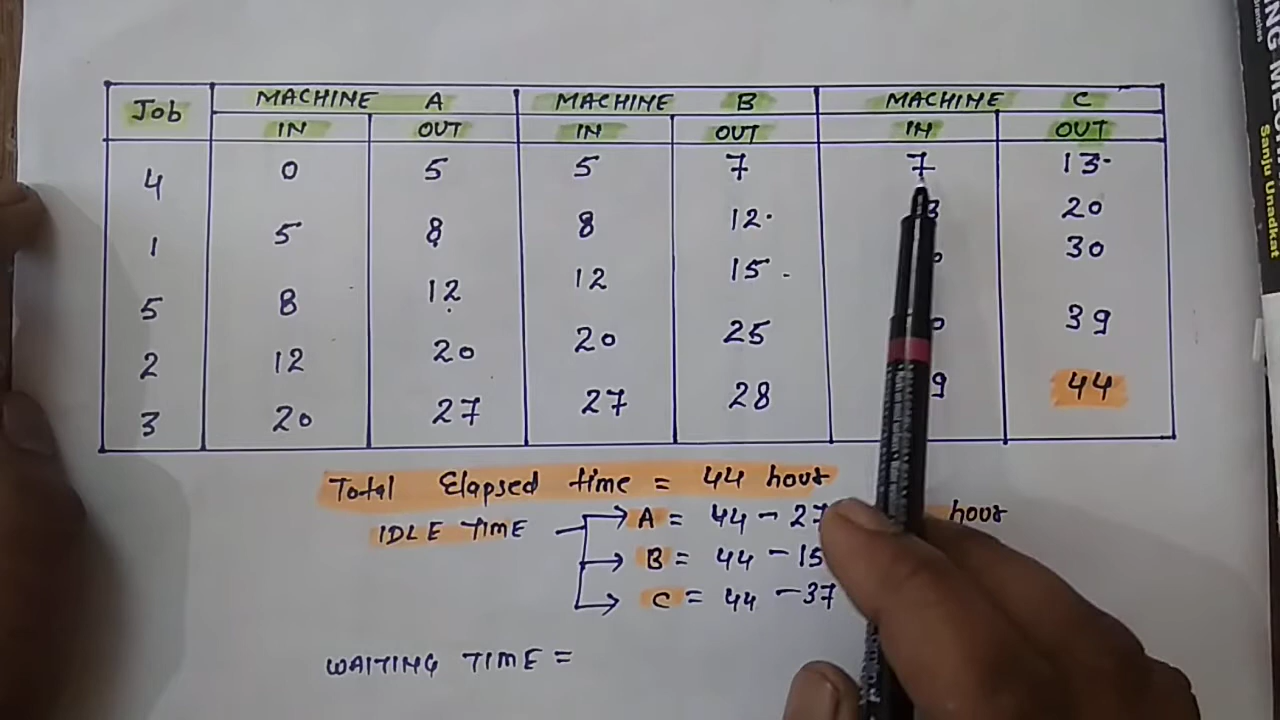 Job MACHINE A MACHINE B MACHINE C
IN OUT IN OUT IN OUT
4 0 5 5 7 7 13
1 5 8 8 12 20
5 8 12 12 15 30
2 12 20 20 25 39
3 20 27 27 28 9 44
Total Elapsed time = 44 hour
IDLE TIME A = 44 - 27 hour
B = 44 - 15
C = 44 - 37
WAITING TIME =
Sanju Unadkat